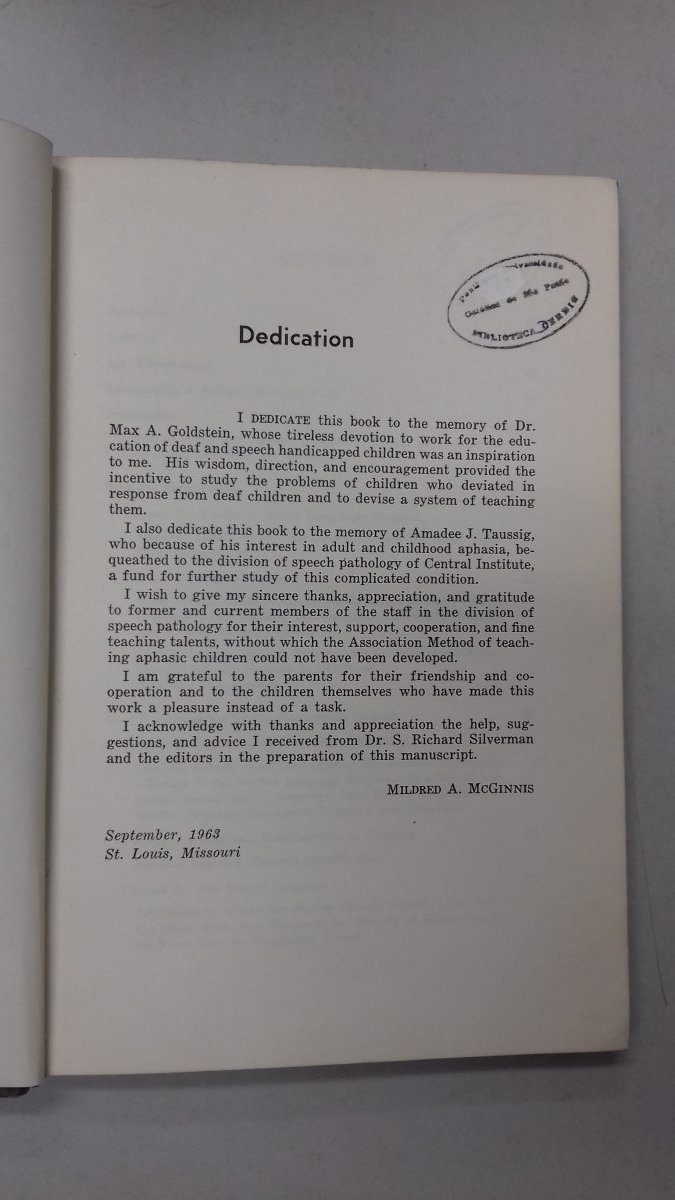 Católica de São Paulo
BIBLIOTECA CENTRAL
Dedication
I DEDICATE this book to the memory of Dr.
Max A. Goldstein, whose tireless devotion to work for the edu-
cation of deaf and speech handicapped children was an inspiration
to me. His wisdom, direction, and encouragement provided the
incentive to study the problems of children who deviated in
response from deaf children and to devise a system of teaching
them.
I also dedicate this book to the memory of Amadee J. Taussig,
who because of his interest in adult and childhood aphasia, be-
queathed to the division of speech pathology of Central Institute,
a fund for further study of this complicated condition.
I wish to give my sincere thanks, appreciation, and gratitude
to former and current members of the staff in the division of
speech pathology for their interest, support, cooperation, and fine
teaching talents, without which the Association Method of teach-
ing aphasic children could not have been developed.
I am grateful to the parents for their friendship and co-
operation and to the children themselves who have made this
work a pleasure instead of a task.
I acknowledge with thanks and appreciation the help, sug-
gestions, and advice I received from Dr. S. Richard Silverman
and the editors in the preparation of this manuscript.
MILDRED A. MCGINNIS
September, 1963
St. Louis, Missouri